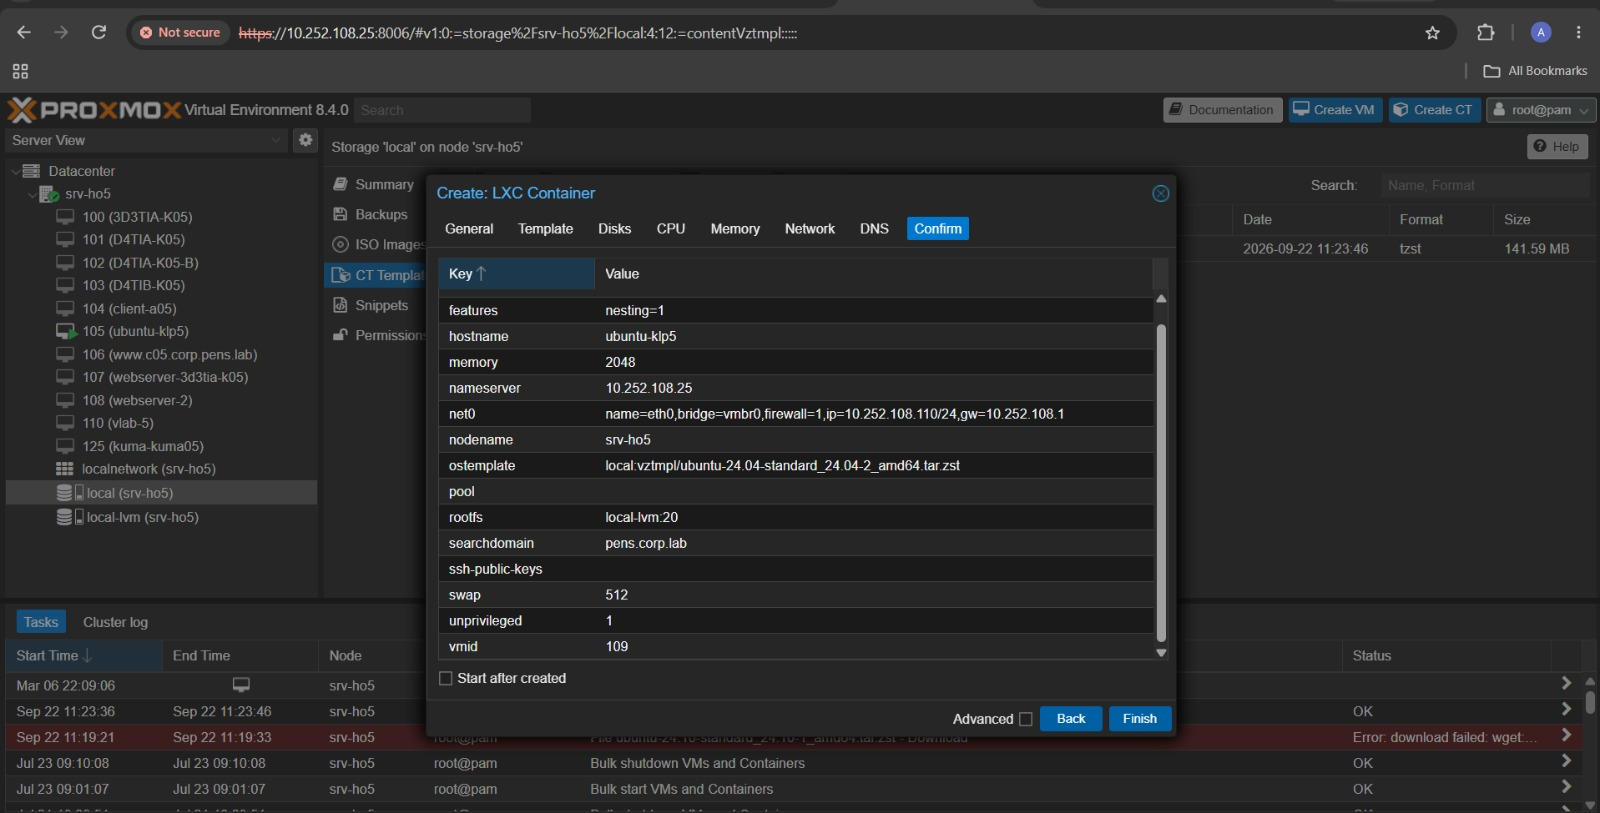 Not secure https://10.252.108.25:8006/#v1:0:=storage%2Fsrv-ho5%2Flocal:4:12:=contentVztmpl::::: A
All Bookmarks
PROXMOX Virtual Environment 8.4.0 Search Documentation Create VM Create CT root@pam
Server View
Storage 'local' on node 'srv-ho5' Help
Datacenter
srv-ho5
100 (3D3TIA-K05)
101 (D4TIA-K05)
102 (D4TIA-K05-B)
103 (D4TIB-K05)
104 (client-a05)
105 (ubuntu-klp5)
106 (www.c05.corp.pens.lab)
107 (webserver-3d3tia-k05)
108 (webserver-2)
110 (vlab-5)
125 (kuma-kuma05)
localnetwork (srv-ho5)
local (srv-ho5)
local-lvm (srv-ho5)
Summary
Backups
ISO Images
CT Templat
Snippets
Permissions
Search: Name, Format
Date Format Size
2026-09-22 11:23:46 tzst 141.59 MB
Create: LXC Container
General Template Disks CPU Memory Network DNS Confirm
Key Value
features nesting=1
hostname ubuntu-klp5
memory 2048
nameserver 10.252.108.25
net0 name=eth0,bridge=vmbr0,firewall=1,ip=10.252.108.110/24,gw=10.252.108.1
nodename srv-ho5
ostemplate local:vztmpl/ubuntu-24.04-standard_24.04-2_amd64.tar.zst
pool
rootfs local-lvm:20
searchdomain pens.corp.lab
ssh-public-keys
swap 512
unprivileged 1
vmid 109
Start after created
Advanced Back Finish
Tasks Cluster log
Start Time End Time Node Status
Mar 06 22:09:06 srv-ho5
Sep 22 11:23:36 Sep 22 11:23:46 srv-ho5 OK
Sep 22 11:19:21 Sep 22 11:19:33 srv-ho5 root@pam File ubuntu-24.10-standard_24.10-1_amd64.tar.zst - Download Error: download failed: wget:...
Jul 23 09:10:08 Jul 23 09:10:08 srv-ho5 root@pam Bulk shutdown VMs and Containers OK
Jul 23 09:01:07 Jul 23 09:01:07 srv-ho5 root@pam Bulk start VMs and Containers OK